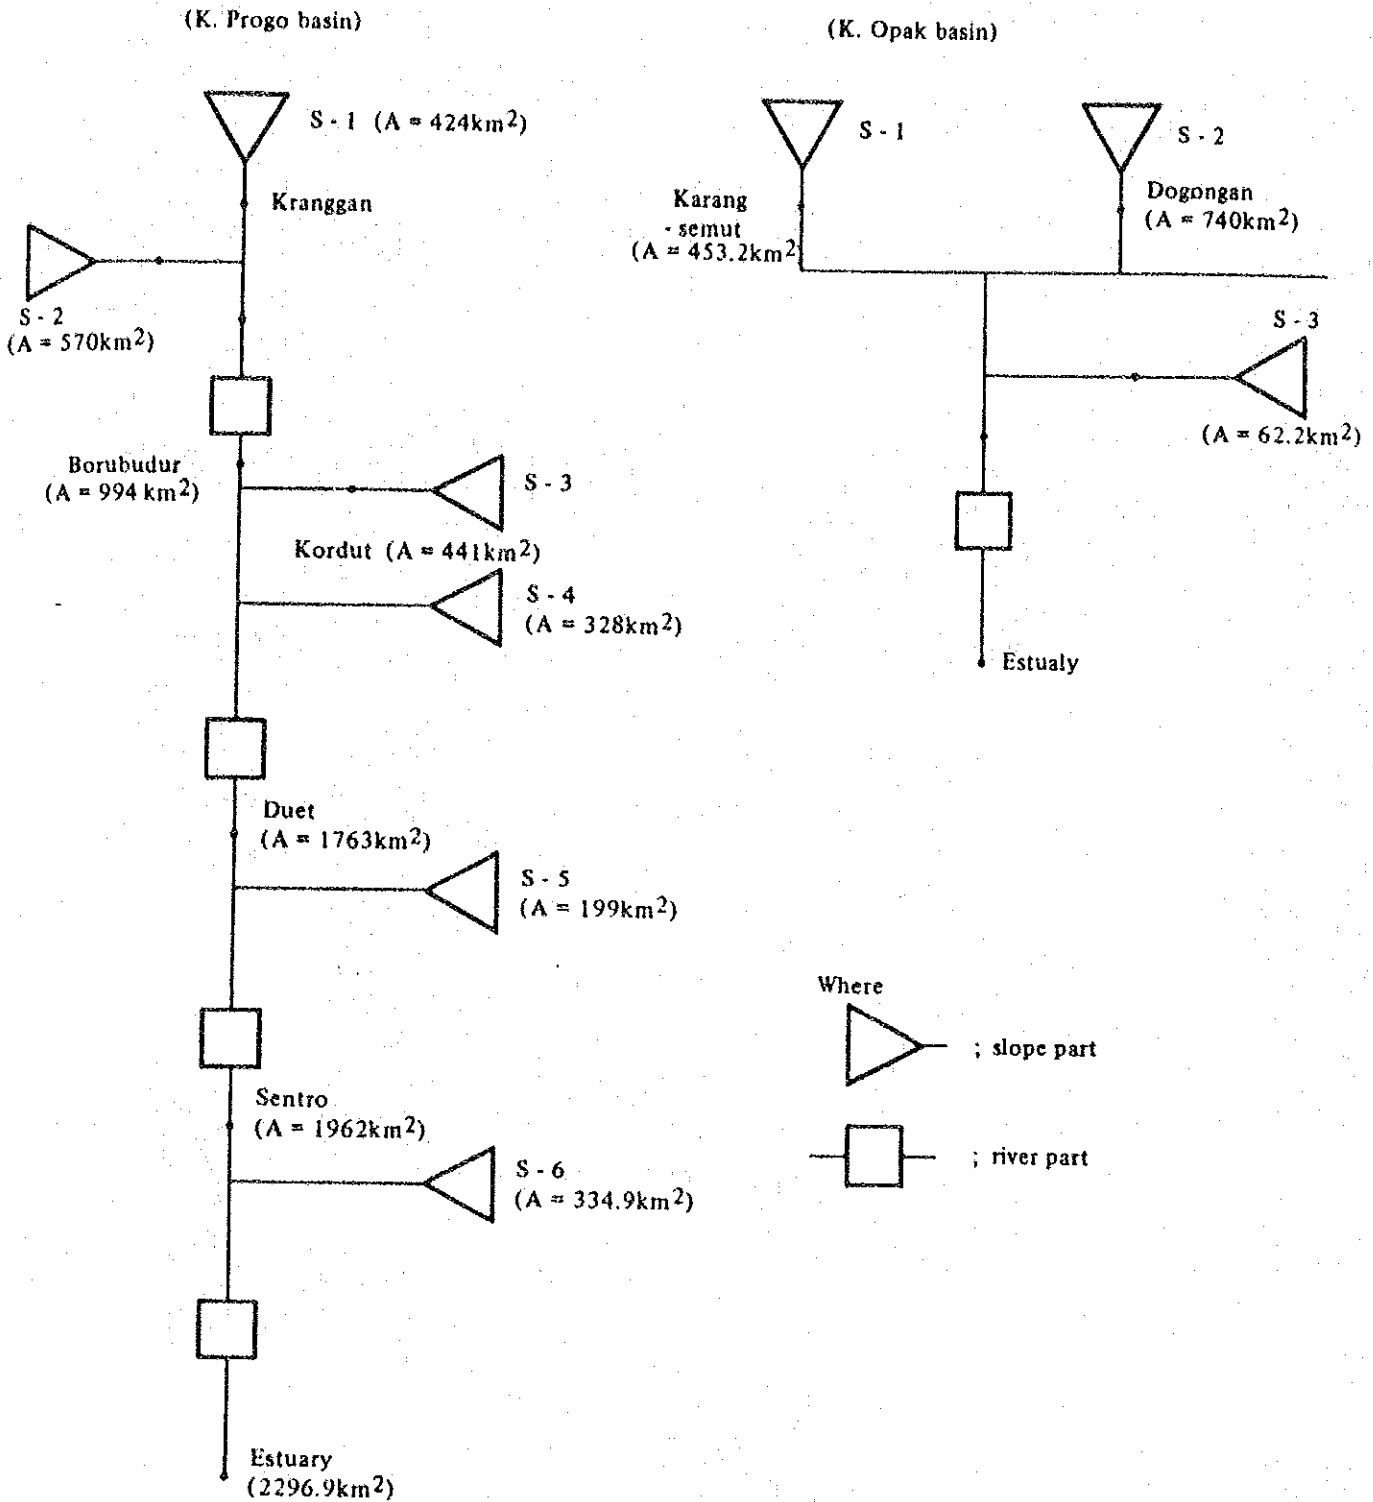 (K. Progo basin)
S - 1 (A = 424km²)
Kranggan
S - 2
(A = 570km²)
Borubudur
(A = 994 km²)
S - 3
Kordut (A = 441km²)
S - 4
(A = 328km²)
Duet
(A = 1763km²)
S - 5
(A = 199km²)
Sentro
(A = 1962km²)
S - 6
(A = 334.9km²)
Estuary
(2296.9km²)
(K. Opak basin)
S - 1
Karang
- semut
(A = 453.2km²
S - 2
Dogongan
(A = 740km²)
S - 3
(A = 62.2km²)
Estualy
Where
; slope part
; river part